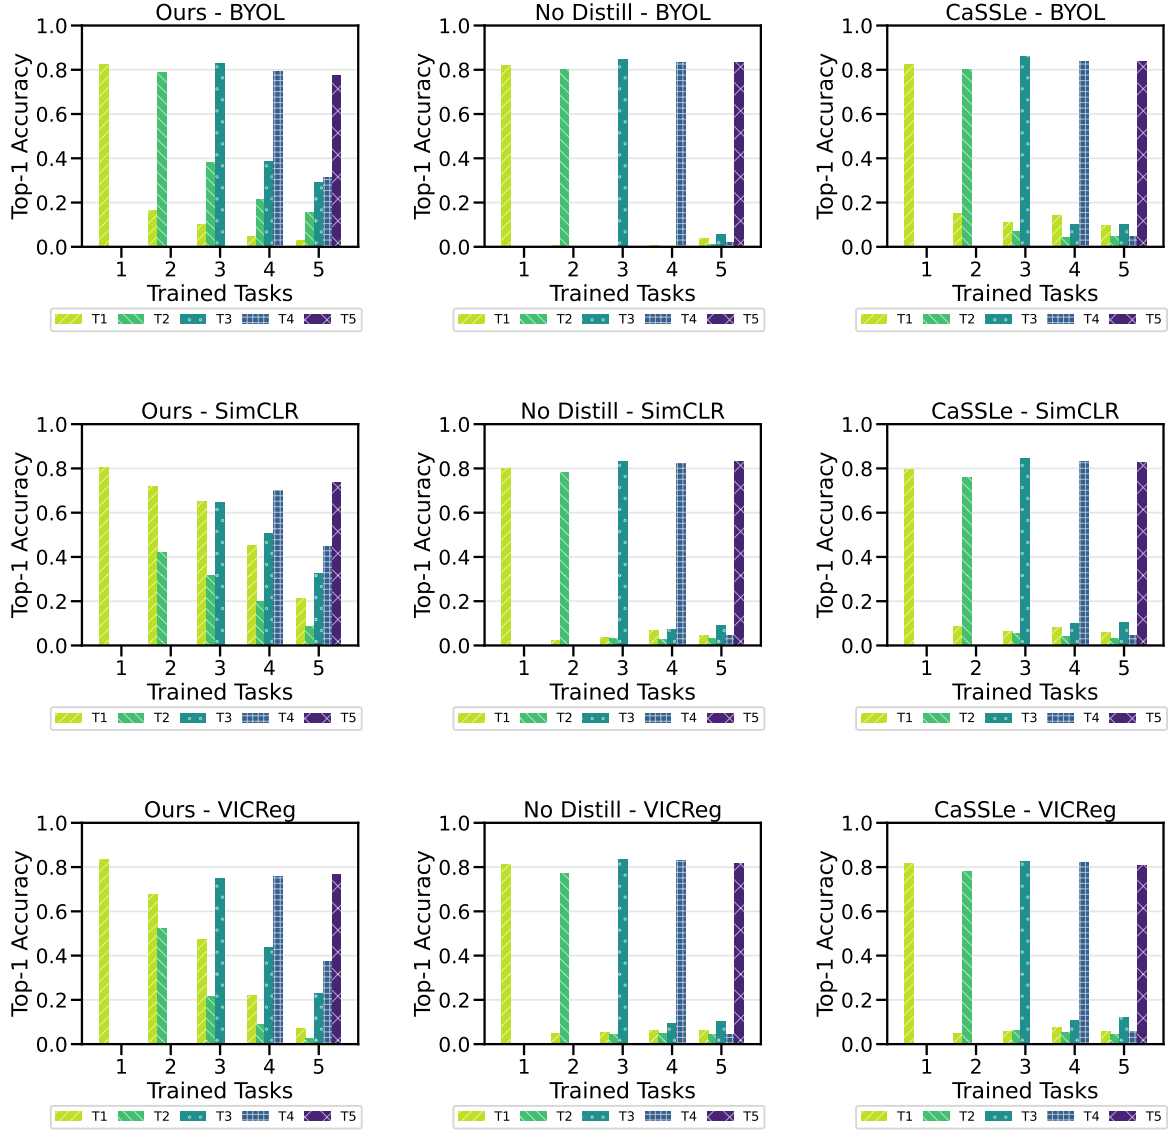 Ours - BYOL
Top-1 Accuracy
1.0
0.8
0.6
0.4
0.2
0.0
1 2 3 4 5
Trained Tasks
T1 T2 T3 T4 T5
No Distill - BYOL
Top-1 Accuracy
1.0
0.8
0.6
0.4
0.2
0.0
1 2 3 4 5
Trained Tasks
T1 T2 T3 T4 T5
CaSSLe - BYOL
Top-1 Accuracy
1.0
0.8
0.6
0.4
0.2
0.0
1 2 3 4 5
Trained Tasks
T1 T2 T3 T4 T5
Ours - SimCLR
Top-1 Accuracy
1.0
0.8
0.6
0.4
0.2
0.0
1 2 3 4 5
Trained Tasks
T1 T2 T3 T4 T5
No Distill - SimCLR
Top-1 Accuracy
1.0
0.8
0.6
0.4
0.2
0.0
1 2 3 4 5
Trained Tasks
T1 T2 T3 T4 T5
CaSSLe - SimCLR
Top-1 Accuracy
1.0
0.8
0.6
0.4
0.2
0.0
1 2 3 4 5
Trained Tasks
T1 T2 T3 T4 T5
Ours - VICReg
Top-1 Accuracy
1.0
0.8
0.6
0.4
0.2
0.0
1 2 3 4 5
Trained Tasks
T1 T2 T3 T4 T5
No Distill - VICReg
Top-1 Accuracy
1.0
0.8
0.6
0.4
0.2
0.0
1 2 3 4 5
Trained Tasks
T1 T2 T3 T4 T5
CaSSLe - VICReg
Top-1 Accuracy
1.0
0.8
0.6
0.4
0.2
0.0
1 2 3 4 5
Trained Tasks
T1 T2 T3 T4 T5